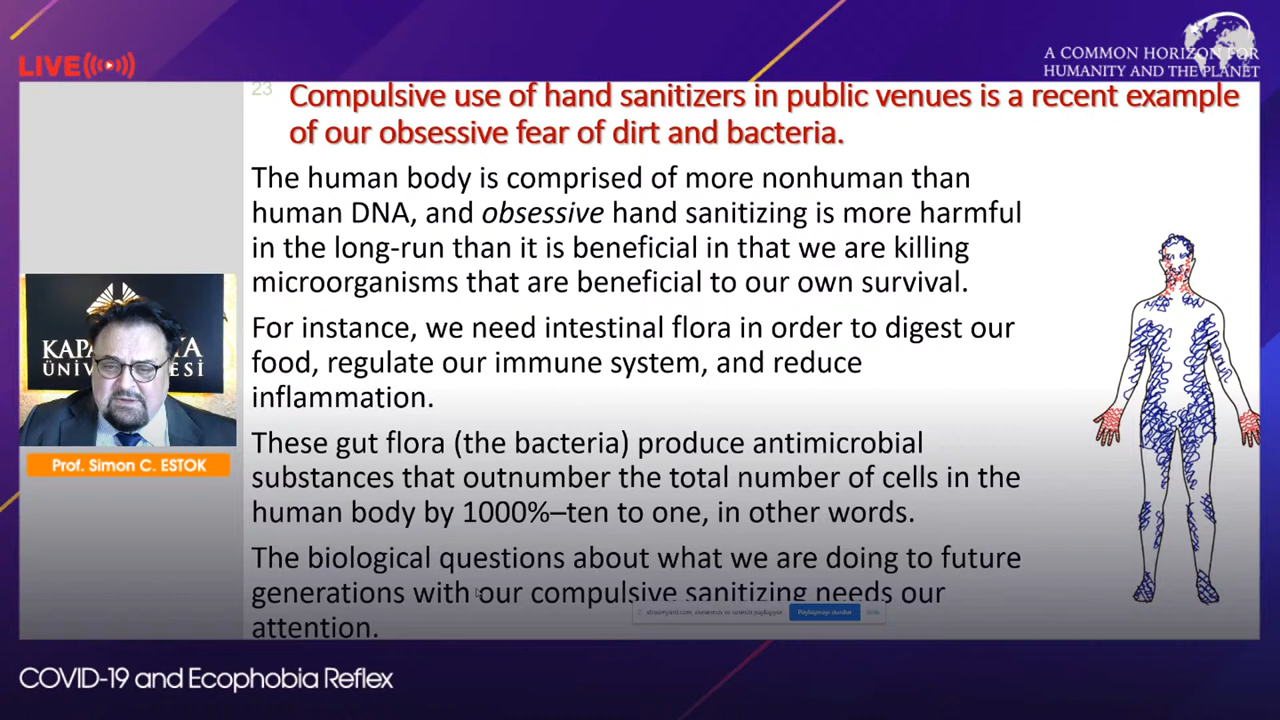 LIVE
A COMMON HORIZON FOR
HUMANITY AND THE PLANET
23
Compulsive use of hand sanitizers in public venues is a recent example
of our obsessive fear of dirt and bacteria.
The human body is comprised of more nonhuman than
human DNA, and obsessive hand sanitizing is more harmful
in the long-run than it is beneficial in that we are killing
microorganisms that are beneficial to our own survival.
For instance, we need intestinal flora in order to digest our
food, regulate our immune system, and reduce
inflammation.
These gut flora (the bacteria) produce antimicrobial
substances that outnumber the total number of cells in the
human body by 1000%–ten to one, in other words.
The biological questions about what we are doing to future
generations with our compulsive sanitizing needs our
attention.
Prof. Simon C. ESTOK
COVID-19 and Ecophobia Reflex